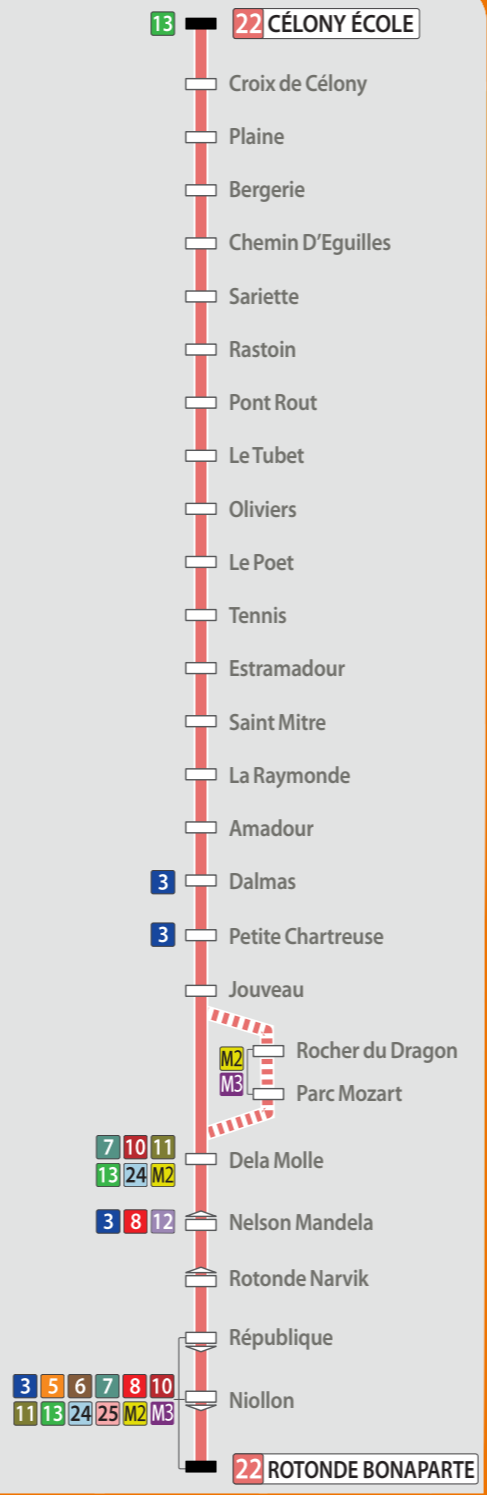 13 22 CÉLONY ÉCOLE
Croix de Célony
Plaine
Bergerie
Chemin D'Eguilles
Sariette
Rastoin
Pont Rout
Le Tubet
Oliviers
Le Poet
Tennis
Estramadour
Saint Mitre
La Raymonde
Amadour
3 Dalmas
3 Petite Chartreuse
Jouveau
M2 Rocher du Dragon
M3 Parc Mozart
7 10 11
13 24 M2
Dela Molle
3 8 12 Nelson Mandela
Rotonde Narvik
République
3 5 6 7 8 10
11 13 24 25 M2 M3
Niollon
22 ROTONDE BONAPARTE